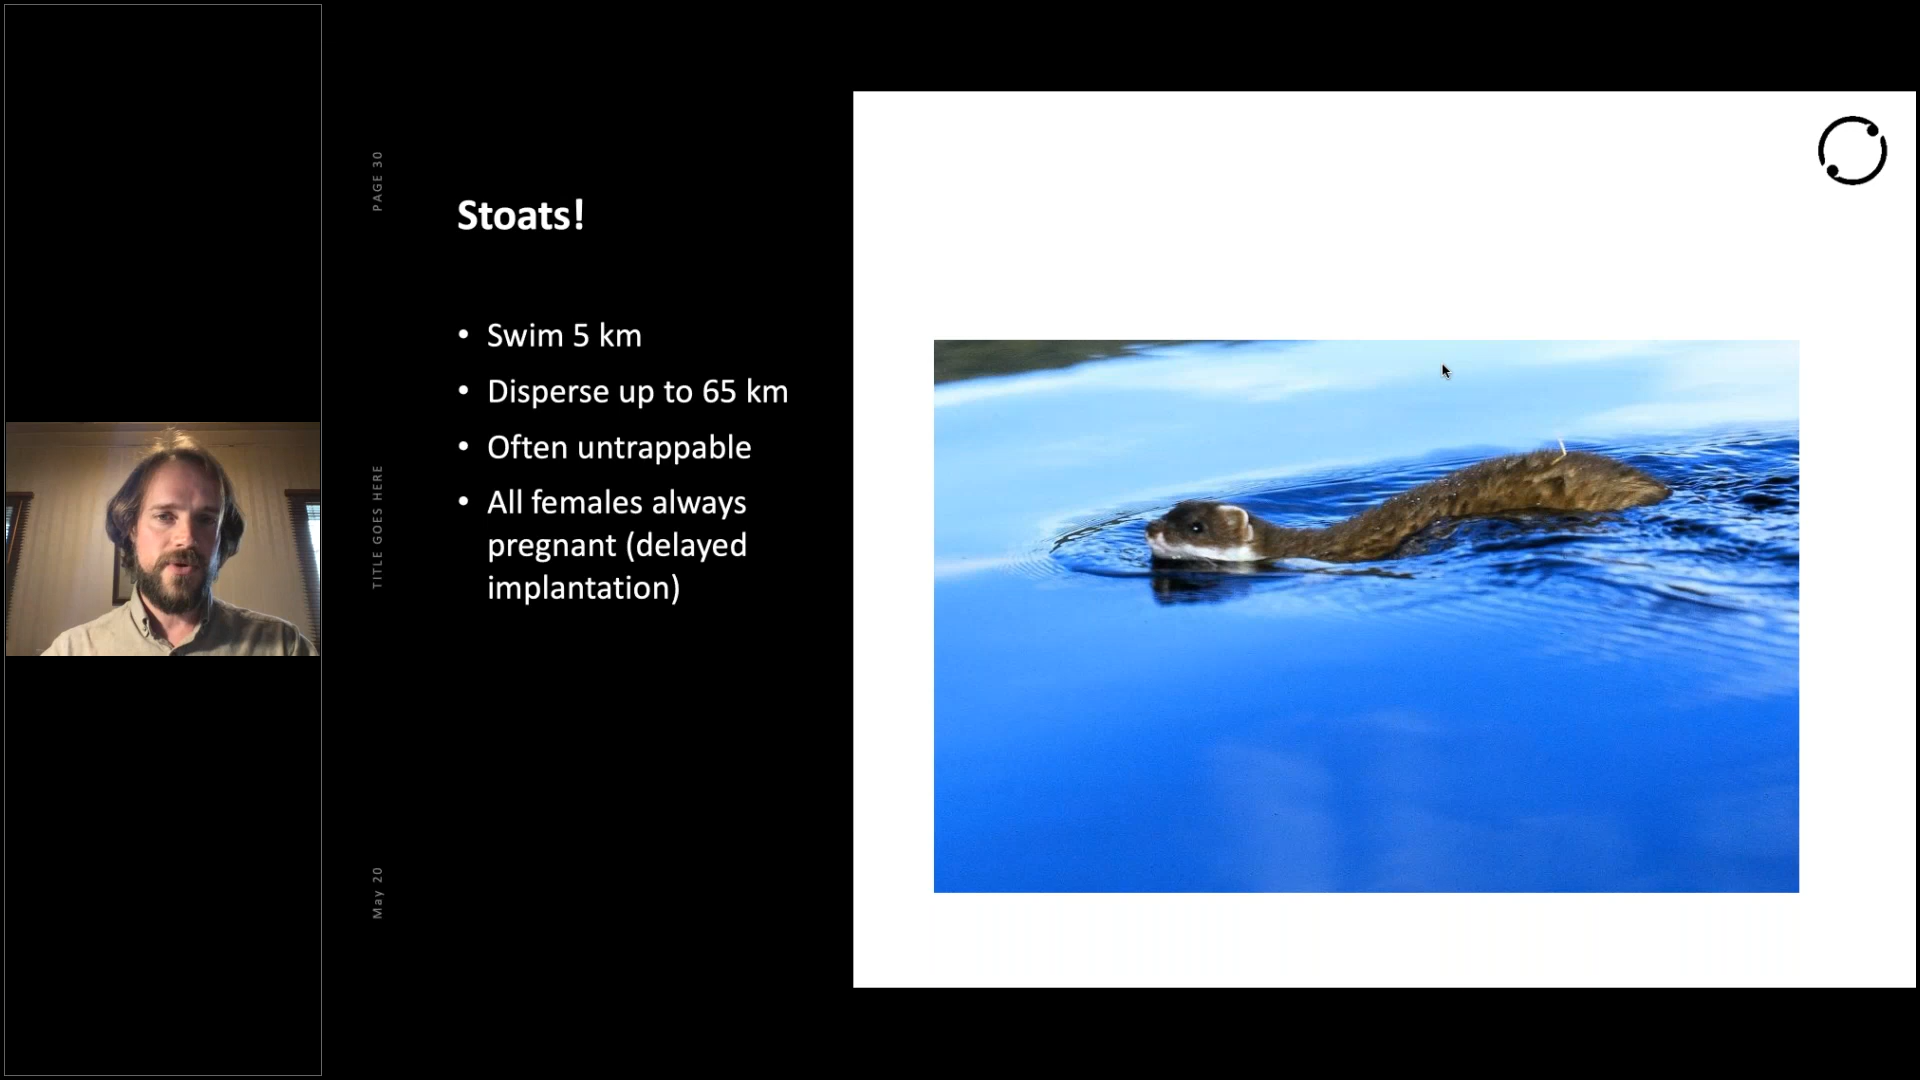 PAGE 30
Stoats!
• Swim 5 km
• Disperse up to 65 km
• Often untrappable
• All females always
pregnant (delayed
implantation)
TITLE GOES HERE
May 20